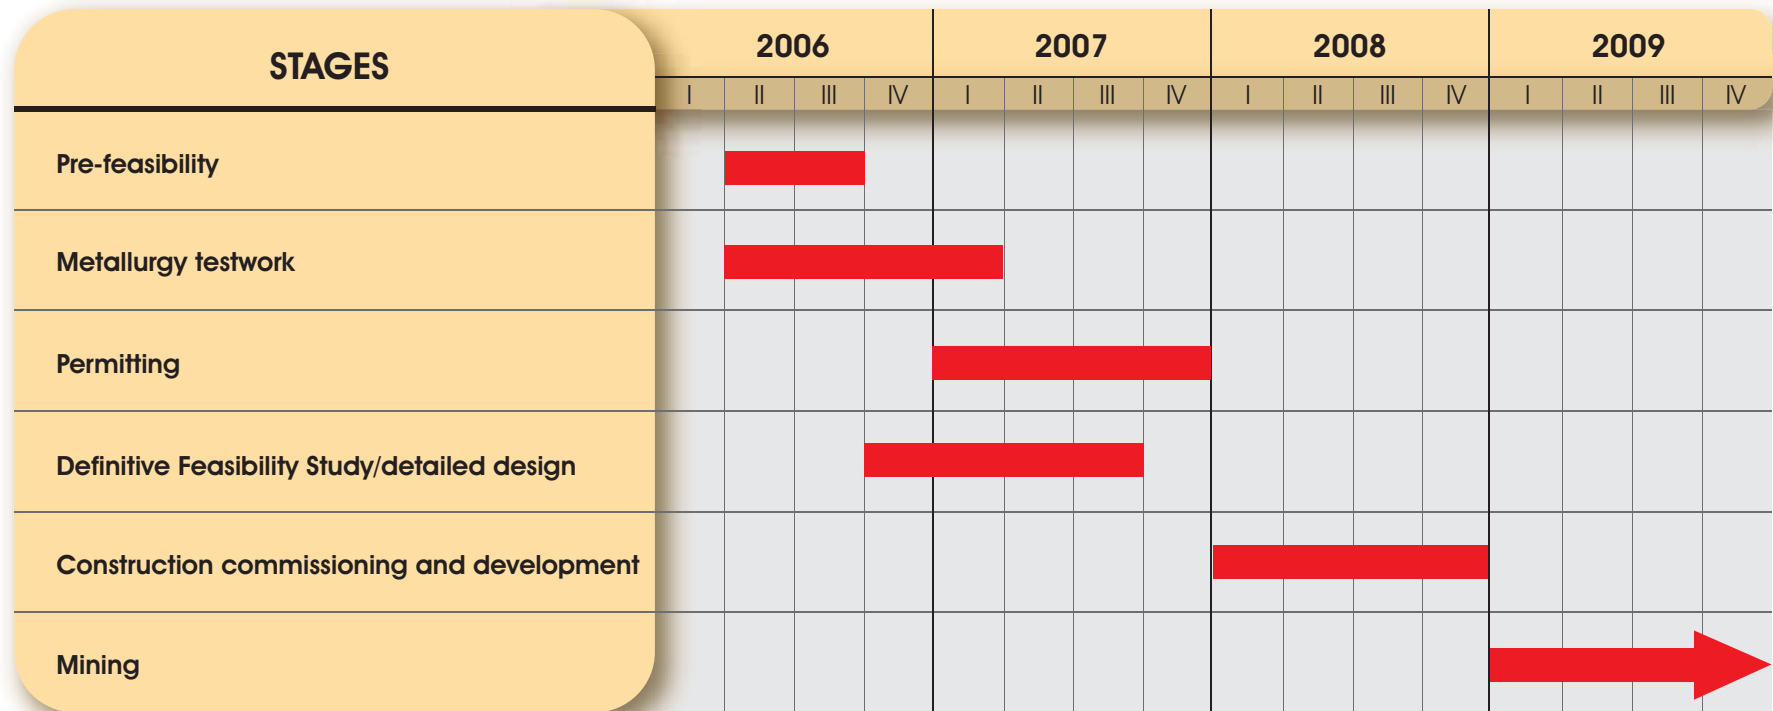 STAGES
2006 2007 2008 2009
I II III IV I II III IV I II III IV I II III IV
Pre-feasibility
Metallurgy testwork
Permitting
Definitive Feasibility Study/detailed design
Construction commissioning and development
Mining